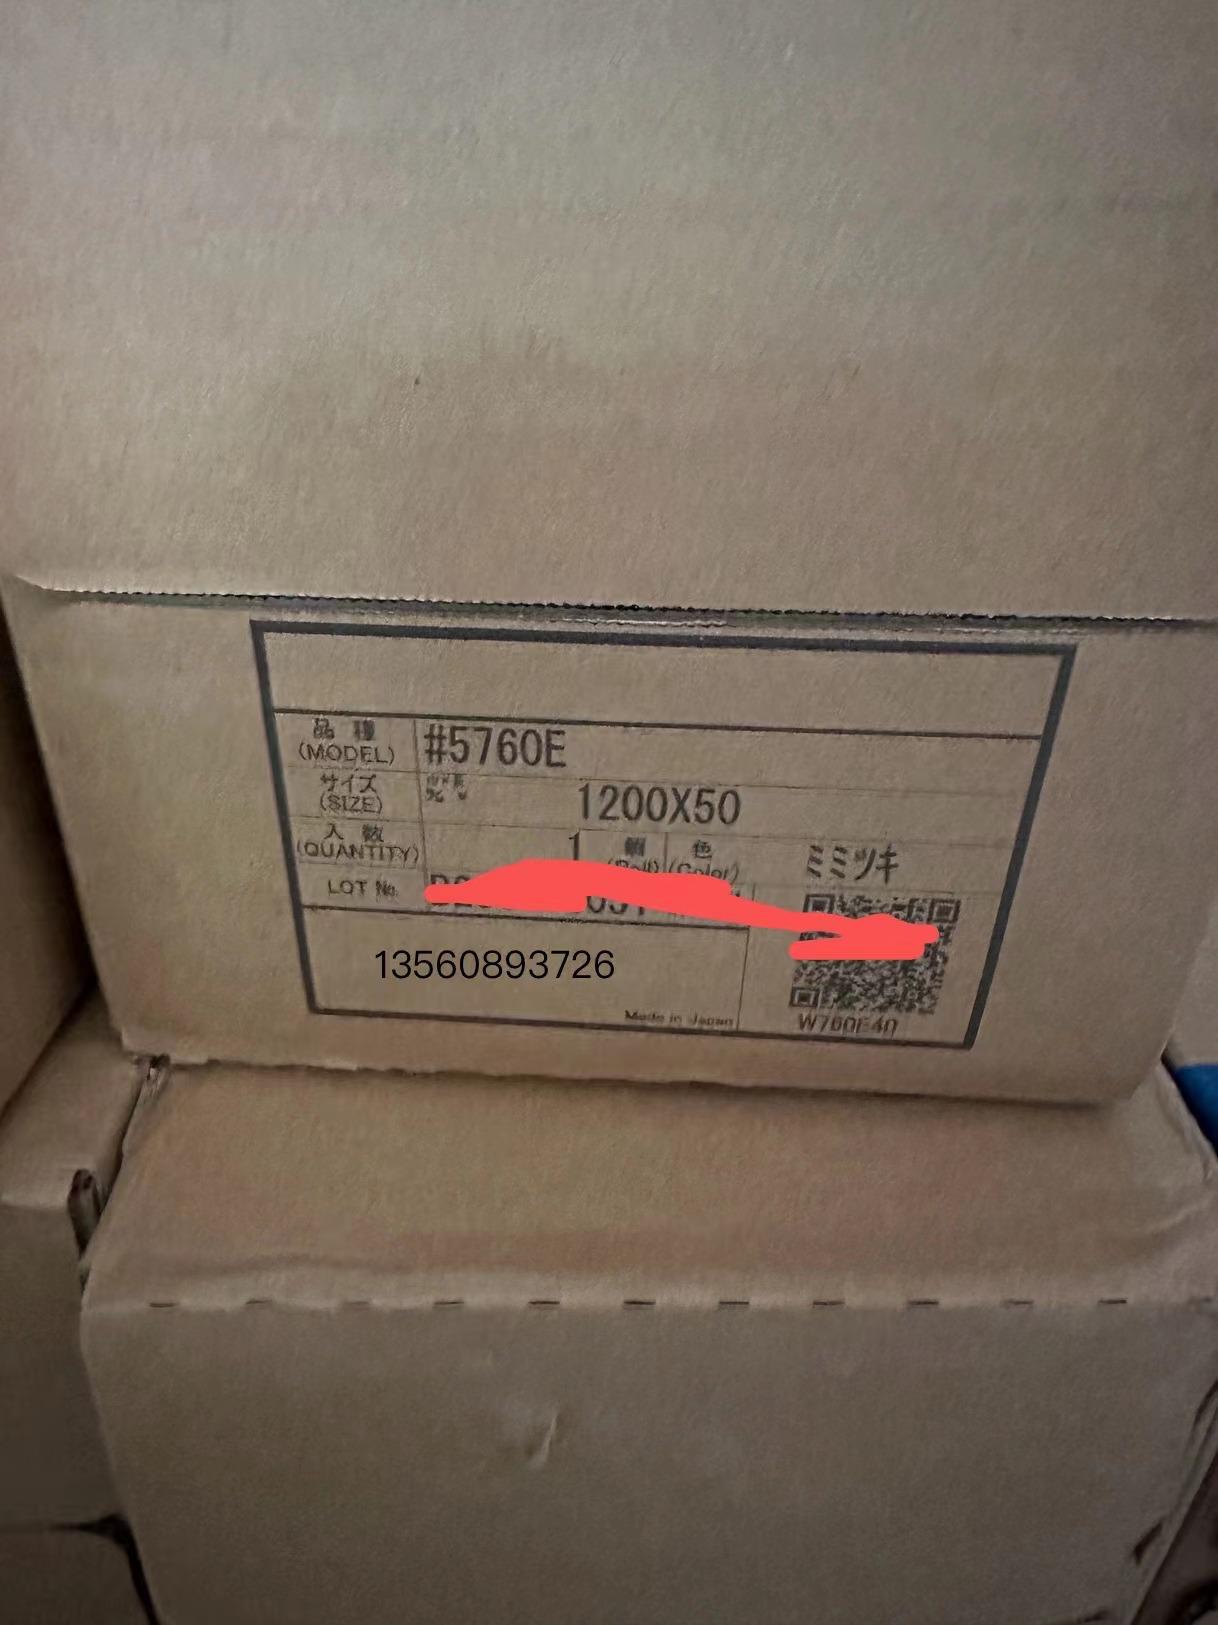 品種
(MODEL)
#5760E
サイズ
(SIZE)
1200X50
入数
(QUANTITY)
1
色
(Color)
ミミツキ
LOT No.
13560893726
Made in Japan
W760E40